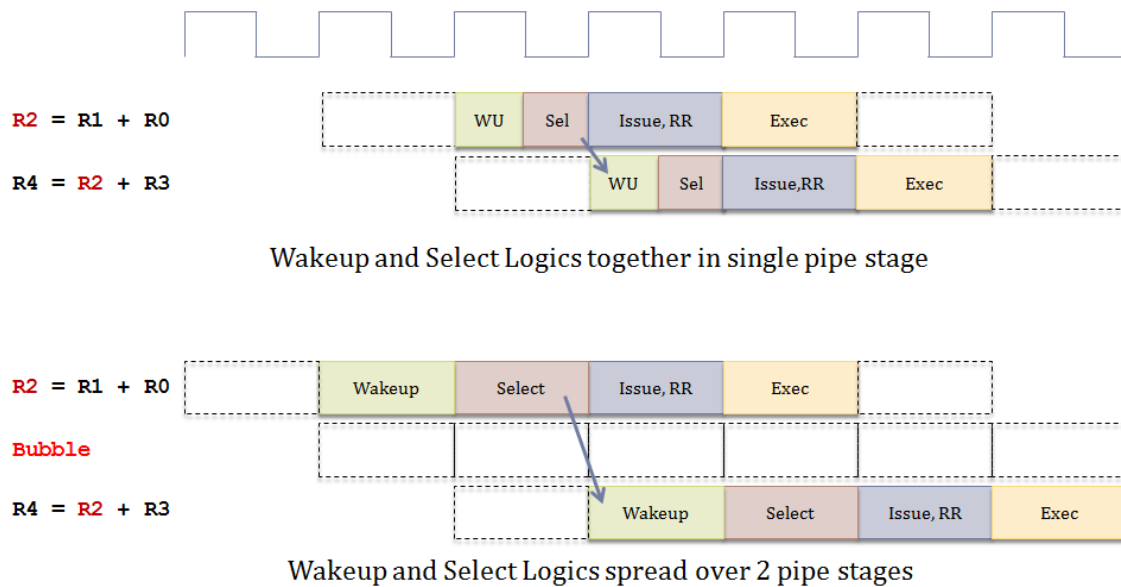 R2 = R1 + R0
WU
Sel
Issue, RR
Exec
R4 = R2 + R3
WU
Sel
Issue,RR
Exec
Wakeup and Select Logics together in single pipe stage
R2 = R1 + R0
Wakeup
Select
Issue, RR
Exec
Bubble
R4 = R2 + R3
Wakeup
Select
Issue, RR
Exec
Wakeup and Select Logics spread over 2 pipe stages